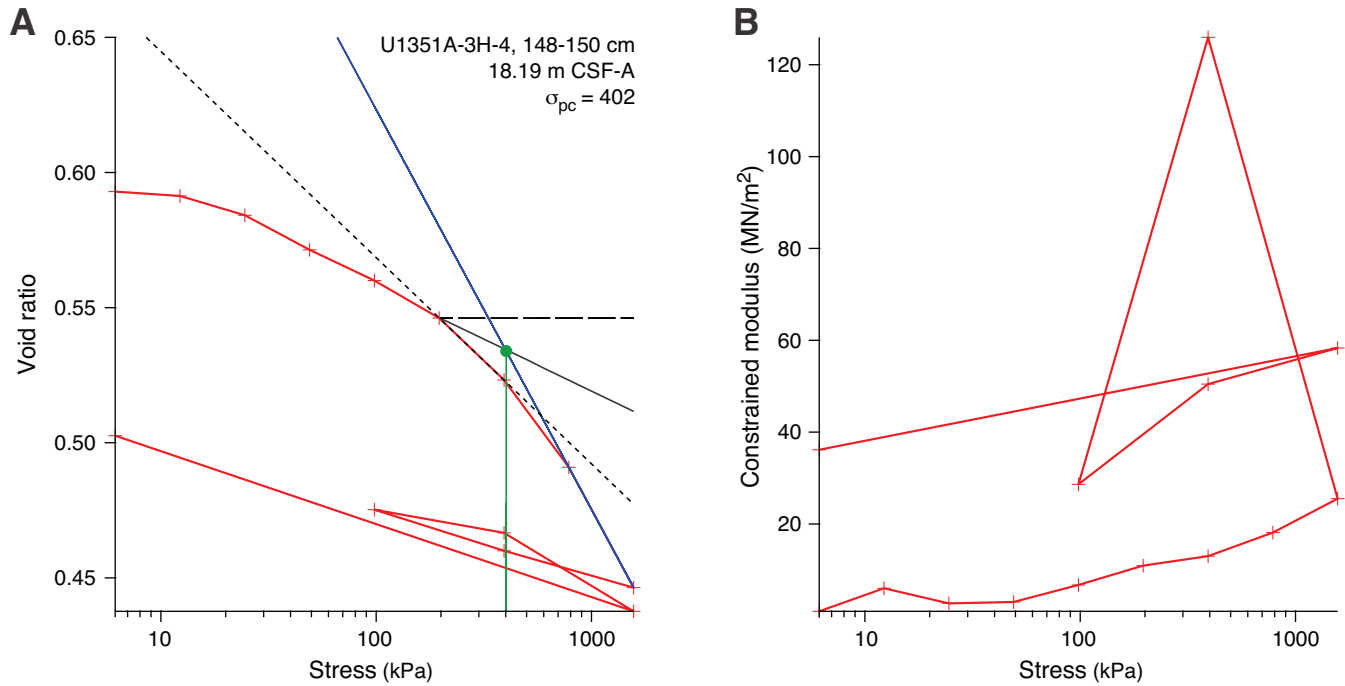 A
U1351A-3H-4, 148-150 cm
18.19 m CSF-A
σpc = 402
Void ratio
0.65
0.60
0.55
0.50
0.45
10
100
1000
Stress (kPa)
B
Constrained modulus (MN/m²)
120
100
80
60
40
20
10
100
1000
Stress (kPa)